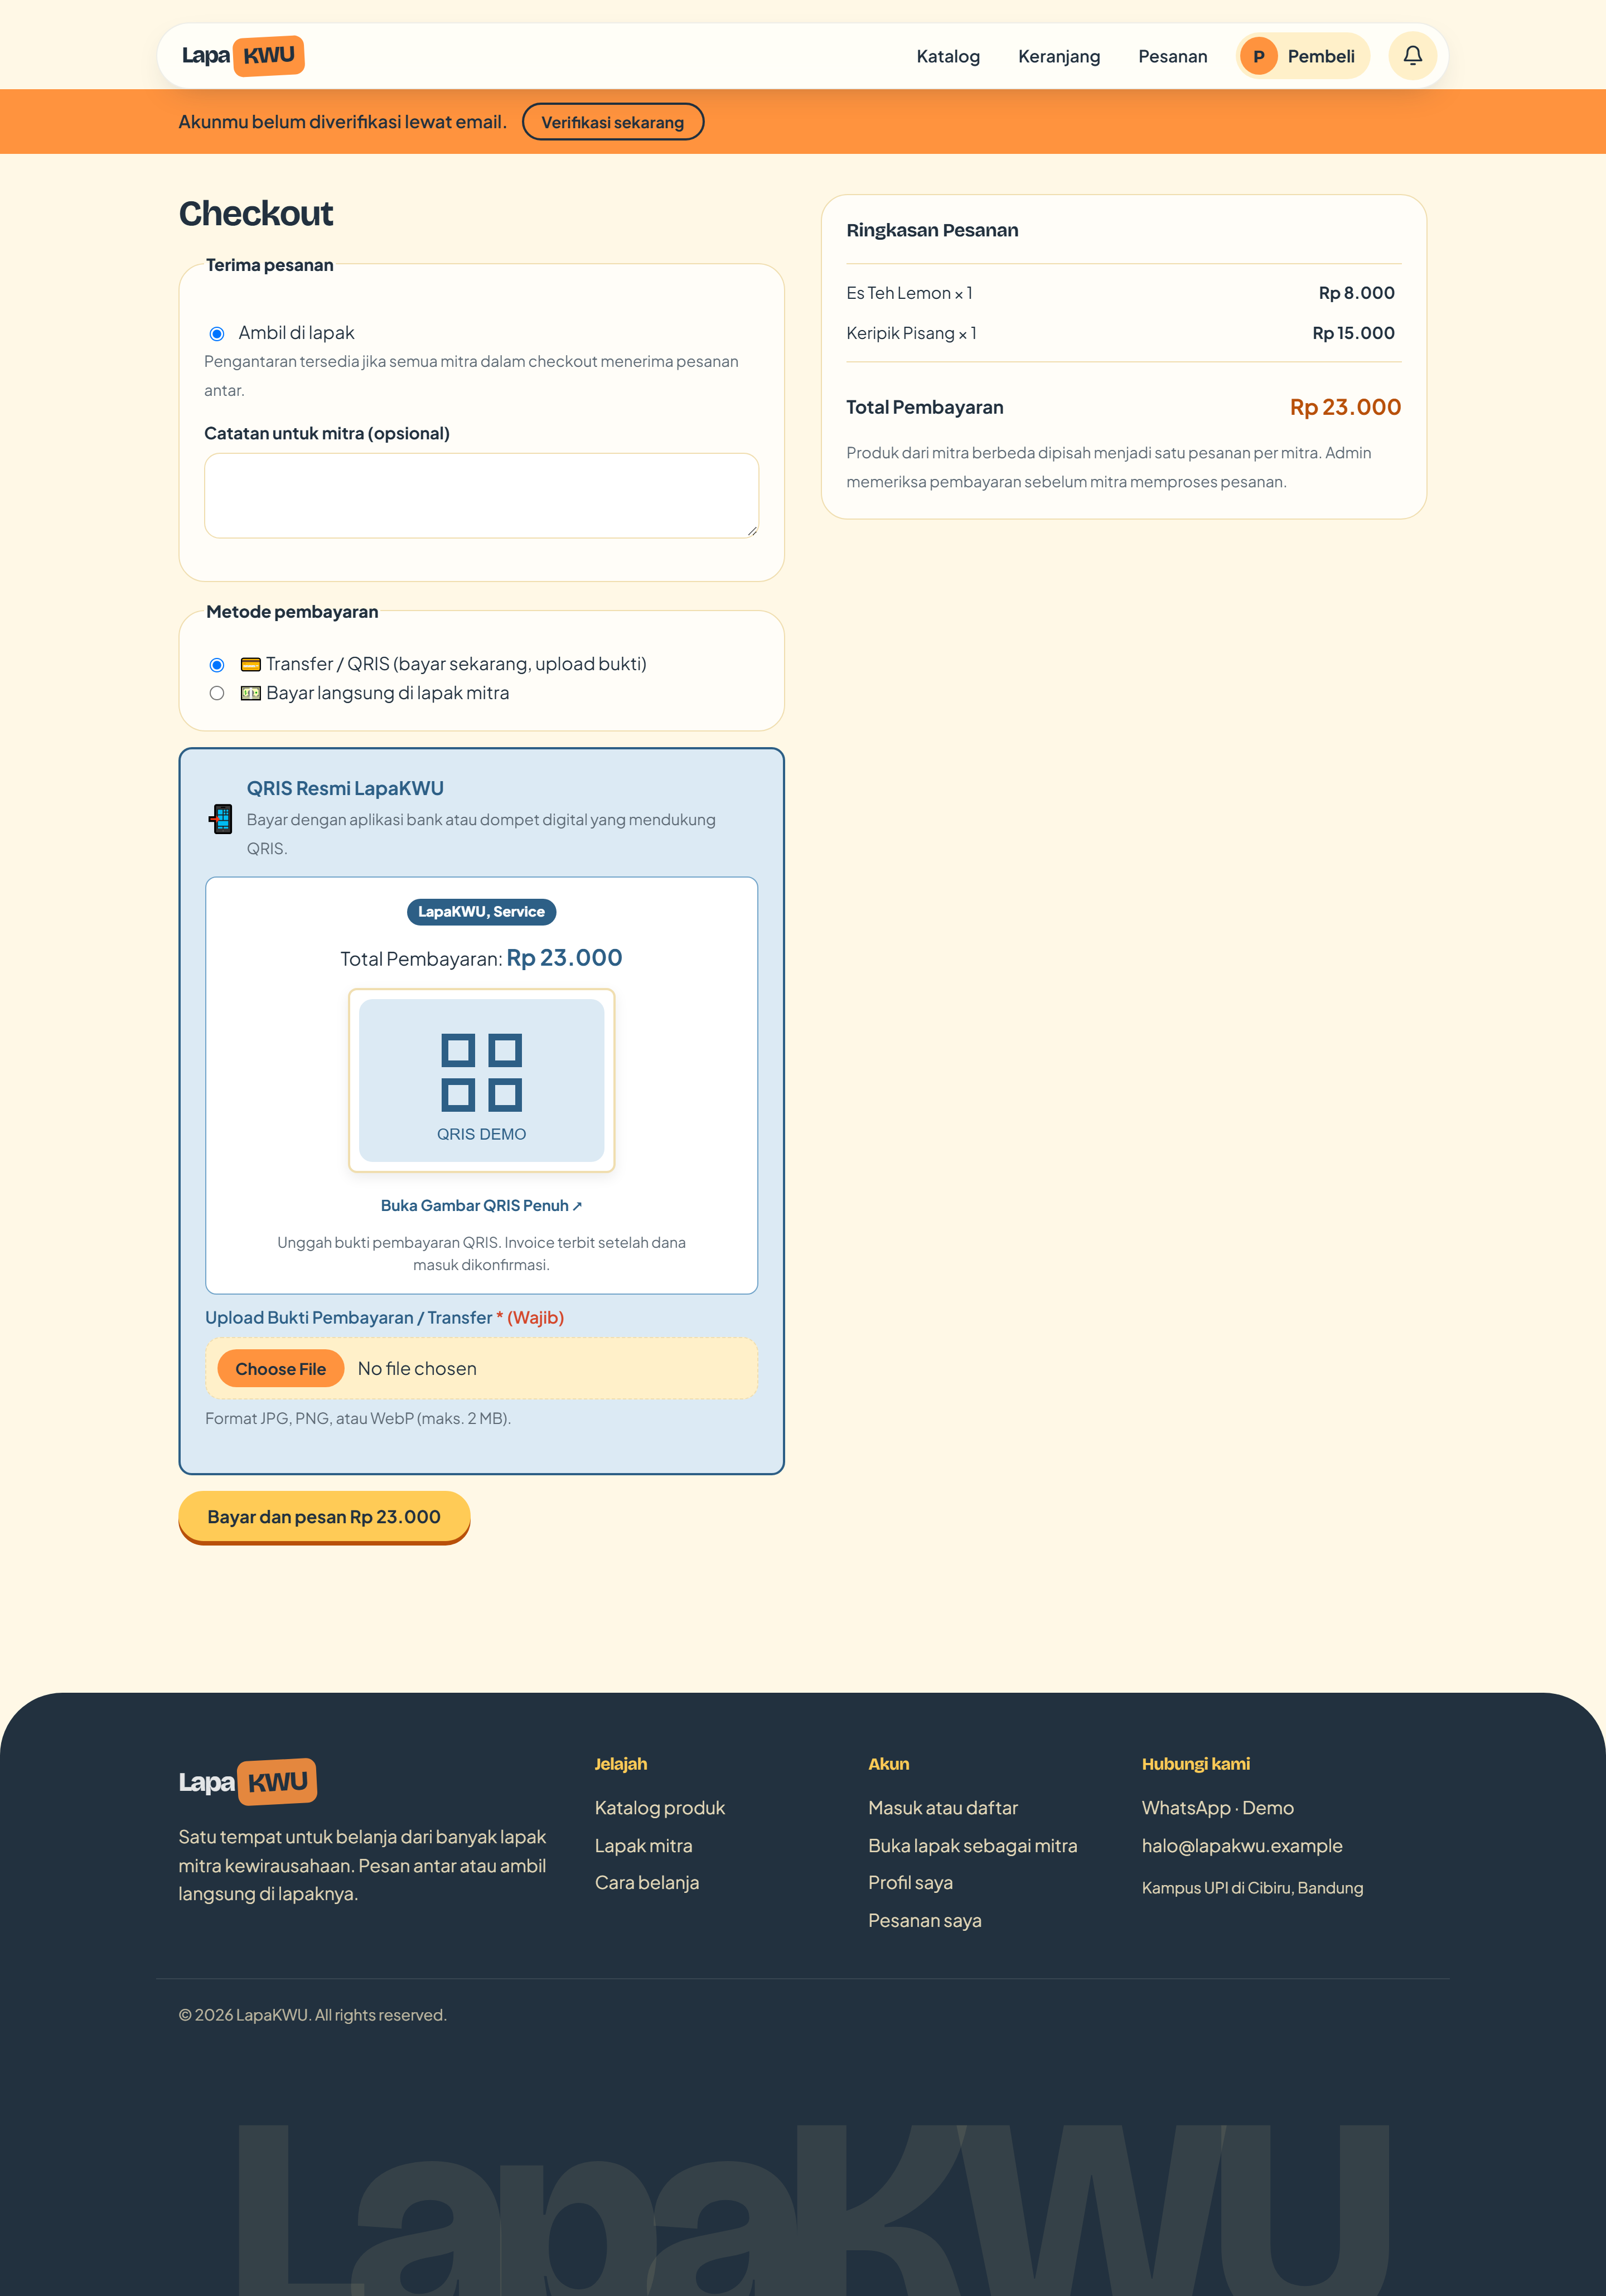 Lapa KWU
Katalog
Keranjang
Pesanan
P
Pembeli
Akunmu belum diverifikasi lewat email.
Verifikasi sekarang
Checkout
Terima pesanan
Ambil di lapak
Pengantaran tersedia jika semua mitra dalam checkout menerima pesanan
antar.
Catatan untuk mitra (opsional)
Metode pembayaran
Transfer / QRIS (bayar sekarang, upload bukti)
Bayar langsung di lapak mitra
QRIS Resmi LapaKWU
Bayar dengan aplikasi bank atau dompet digital yang mendukung
QRIS.
LapaKWU, Service
Total Pembayaran: Rp 23.000
QRIS DEMO
Buka Gambar QRIS Penuh ↗
Unggah bukti pembayaran QRIS. Invoice terbit setelah dana
masuk dikonfirmasi.
Upload Bukti Pembayaran / Transfer * (Wajib)
Choose File
No file chosen
Format JPG, PNG, atau WebP (maks. 2 MB).
Bayar dan pesan Rp 23.000
Ringkasan Pesanan
Es Teh Lemon × 1
Rp 8.000
Keripik Pisang × 1
Rp 15.000
Total Pembayaran
Rp 23.000
Produk dari mitra berbeda dipisah menjadi satu pesanan per mitra. Admin
memeriksa pembayaran sebelum mitra memproses pesanan.
Lapa KWU
Satu tempat untuk belanja dari banyak lapak
mitra kewirausahaan. Pesan antar atau ambil
langsung di lapaknya.
Jelajah
Katalog produk
Lapak mitra
Cara belanja
Akun
Masuk atau daftar
Buka lapak sebagai mitra
Profil saya
Pesanan saya
Hubungi kami
WhatsApp · Demo
halo@lapakwu.example
Kampus UPI di Cibiru, Bandung
© 2026 LapaKWU. All rights reserved.
LapaKWU